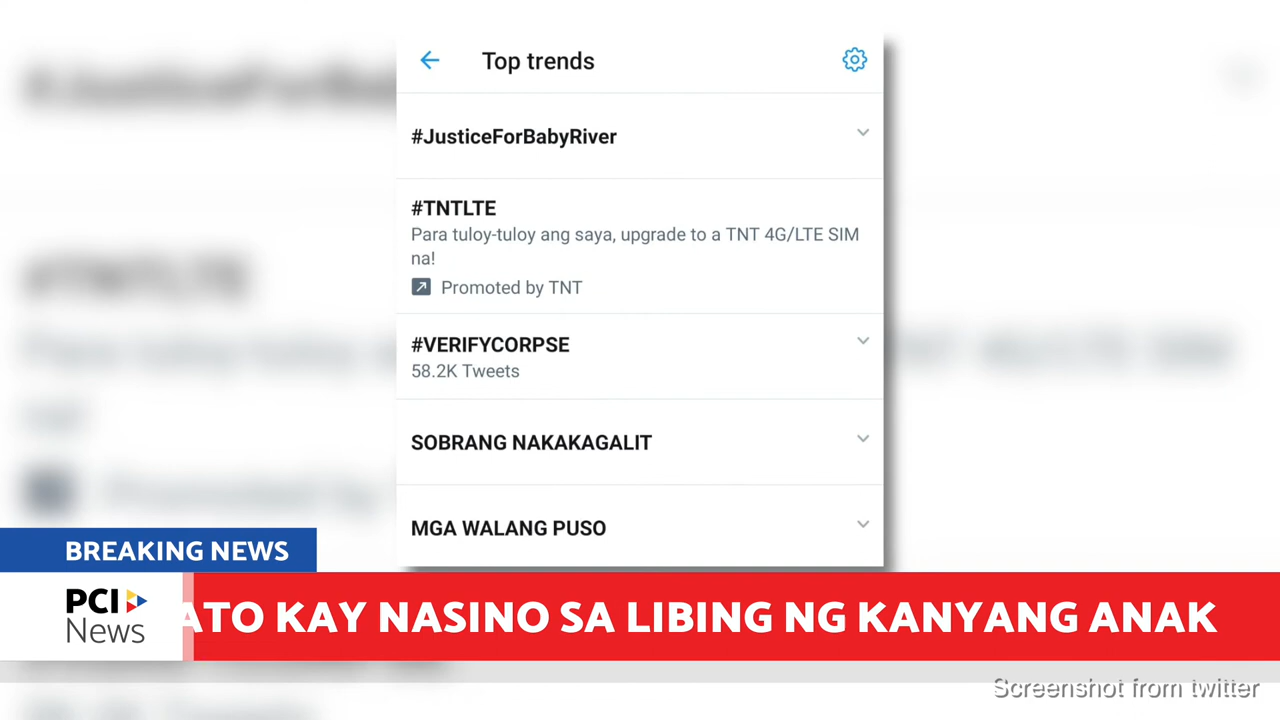 Top trends
#JusticeForBabyRiver
#TNTLTE
Para tuloy-tuloy ang saya, upgrade to a TNT 4G/LTE SIM
na!
Promoted by TNT
#VERIFYCORPSE
58.2K Tweets
SOBRANG NAKAKAGALIT
MGA WALANG PUSO
BREAKING NEWS
PCI
News
KAY NASINO SA LIBING NG KANYANG ANAK
Screenshot from twitter